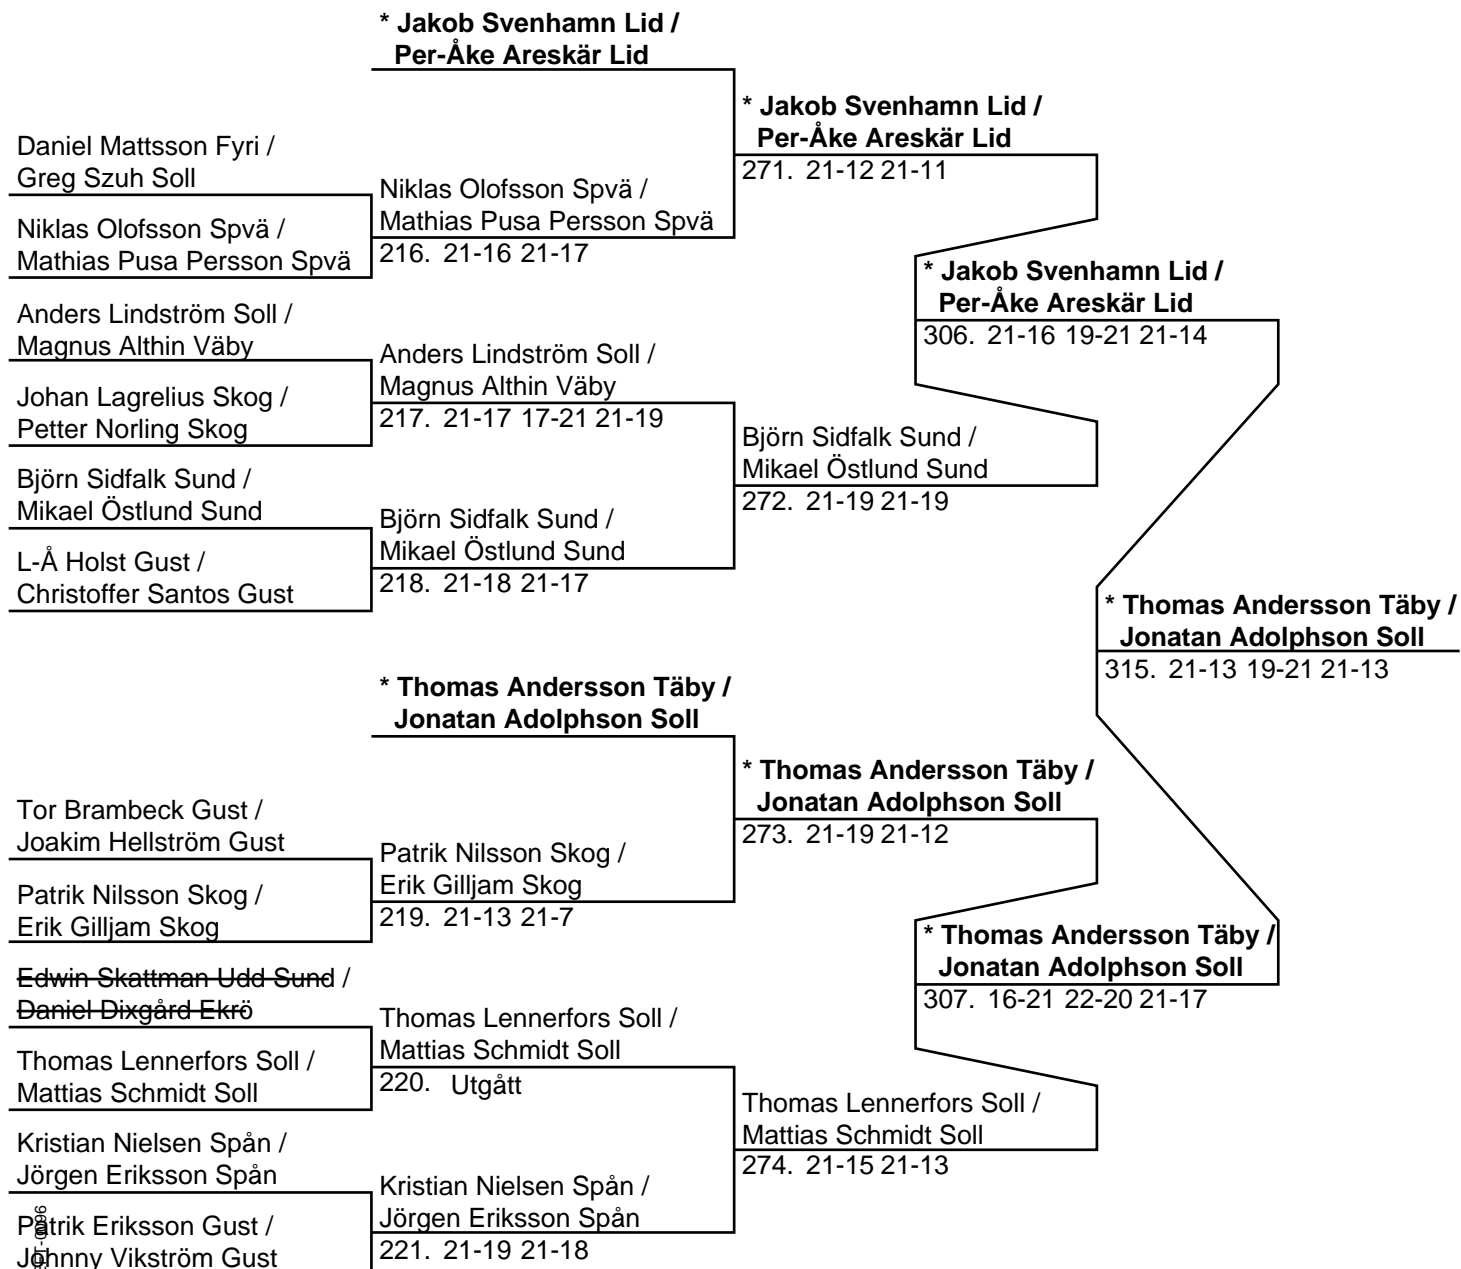 * Jakob Svenhamn Lid /
Per-Åke Areskär Lid
* Jakob Svenhamn Lid /
Per-Åke Areskär Lid
271. 21-12 21-11
Daniel Mattsson Fyri /
Greg Szuh Soll
Niklas Olofsson Spvä /
Mathias Pusa Persson Spvä
216. 21-16 21-17
Niklas Olofsson Spvä /
Mathias Pusa Persson Spvä
* Jakob Svenhamn Lid /
Per-Åke Areskär Lid
306. 21-16 19-21 21-14
Anders Lindström Soll /
Magnus Althin Väby
Anders Lindström Soll /
Magnus Althin Väby
217. 21-17 17-21 21-19
Johan Lagrelius Skog /
Petter Norling Skog
Björn Sidfalk Sund /
Mikael Östlund Sund
272. 21-19 21-19
Björn Sidfalk Sund /
Mikael Östlund Sund
Björn Sidfalk Sund /
Mikael Östlund Sund
218. 21-18 21-17
L-Å Holst Gust /
Christoffer Santos Gust
* Thomas Andersson Täby /
Jonatan Adolphson Soll
315. 21-13 19-21 21-13
* Thomas Andersson Täby /
Jonatan Adolphson Soll
* Thomas Andersson Täby /
Jonatan Adolphson Soll
273. 21-19 21-12
Tor Brambeck Gust /
Joakim Hellström Gust
Patrik Nilsson Skog /
Erik Gilljam Skog
219. 21-13 21-7
Patrik Nilsson Skog /
Erik Gilljam Skog
* Thomas Andersson Täby /
Jonatan Adolphson Soll
307. 16-21 22-20 21-17
Edwin Skattman Udd Sund /
Daniel Dixgård Ekrö
Thomas Lennerfors Soll /
Mattias Schmidt Soll
220. Utgått
Thomas Lennerfors Soll /
Mattias Schmidt Soll
Thomas Lennerfors Soll /
Mattias Schmidt Soll
274. 21-15 21-13
Kristian Nielsen Spån /
Jörgen Eriksson Spån
Kristian Nielsen Spån /
Jörgen Eriksson Spån
221. 21-19 21-18
Patrik Eriksson Gust /
Johnny Vikström Gust